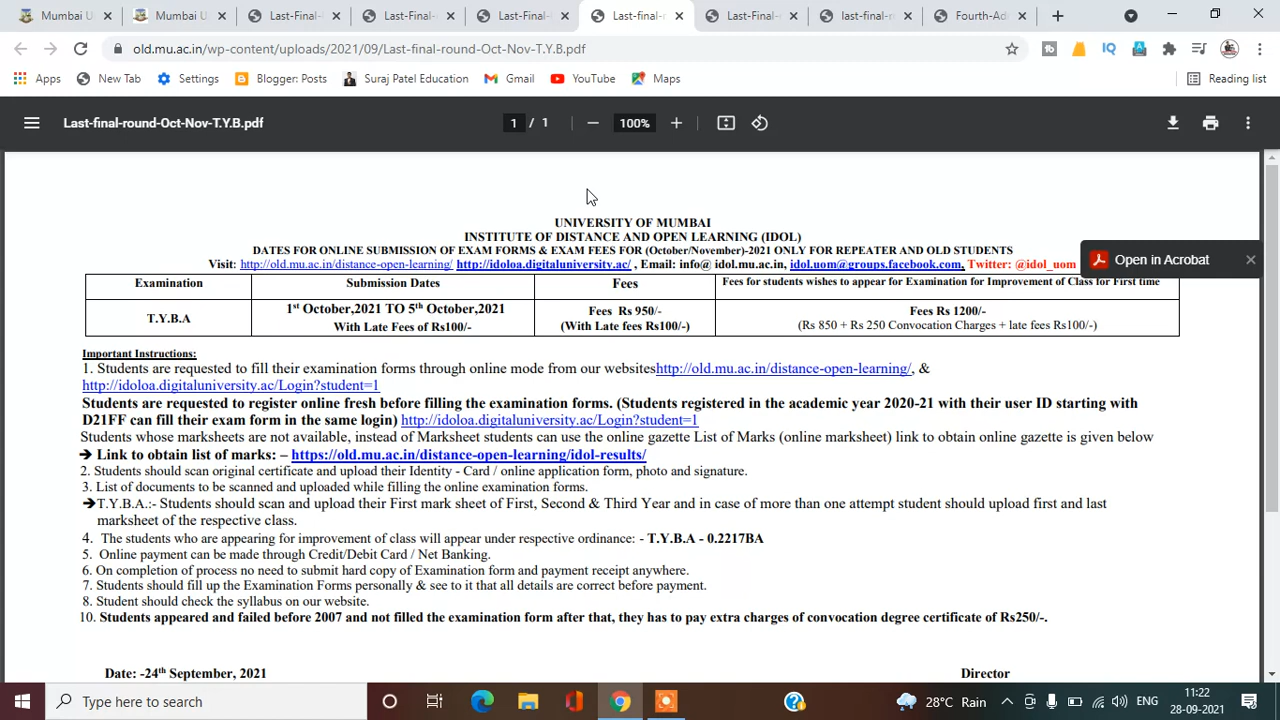 Mumbai U
Mumbai U
Last-Final-
Last-Final-
Last-Final-
Last-final-r
Last-Final-
last-final-r
Fourth-Ad
old.mu.ac.in/wp-content/uploads/2021/09/Last-final-round-Oct-Nov-T.Y.B.pdf
Apps New Tab Settings Blogger: Posts Suraj Patel Education Gmail YouTube Maps Reading list
Last-final-round-Oct-Nov-T.Y.B.pdf 1 / 1 100%
UNIVERSITY OF MUMBAI
INSTITUTE OF DISTANCE AND OPEN LEARNING (IDOL)
DATES FOR ONLINE SUBMISSION OF EXAM FORMS & EXAM FEES FOR (October/November)-2021 ONLY FOR REPEATER AND OLD STUDENTS
Visit: http://old.mu.ac.in/distance-open-learning/ http://idoloa.digitaluniversity.ac/ , Email: info@ idol.mu.ac.in, idol.uom@groups.facebook.com, Twitter: @idol_uom
Open in Acrobat
Examination Submission Dates Fees Fees for students wishes to appear for Examination for Improvement of Class for First time
T.Y.B.A
1st October,2021 TO 5th October,2021
With Late Fees of Rs100/-
Fees Rs 950/-
(With Late fees Rs100/-)
Fees Rs 1200/-
(Rs 850 + Rs 250 Convocation Charges + late fees Rs100/-)
Important Instructions:
1. Students are requested to fill their examination forms through online mode from our websiteshttp://old.mu.ac.in/distance-open-learning/, &
http://idoloa.digitaluniversity.ac/Login?student=1
Students are requested to register online fresh before filling the examination forms. (Students registered in the academic year 2020-21 with their user ID starting with
D21FF can fill their exam form in the same login) http://idoloa.digitaluniversity.ac/Login?student=1
Students whose marksheets are not available, instead of Marksheet students can use the online gazette List of Marks (online marksheet) link to obtain online gazette is given below
➔ Link to obtain list of marks: – https://old.mu.ac.in/distance-open-learning/idol-results/
2. Students should scan original certificate and upload their Identity - Card / online application form, photo and signature.
3. List of documents to be scanned and uploaded while filling the online examination forms.
➔T.Y.B.A.:- Students should scan and upload their First mark sheet of First, Second & Third Year and in case of more than one attempt student should upload first and last
marksheet of the respective class.
4. The students who are appearing for improvement of class will appear under respective ordinance: - T.Y.B.A - 0.2217BA
5. Online payment can be made through Credit/Debit Card / Net Banking.
6. On completion of process no need to submit hard copy of Examination form and payment receipt anywhere.
7. Students should fill up the Examination Forms personally & see to it that all details are correct before payment.
8. Student should check the syllabus on our website.
10. Students appeared and failed before 2007 and not filled the examination form after that, they has to pay extra charges of convocation degree certificate of Rs250/-.
Date: -24th September, 2021 Director
Type here to search
28°C Rain
ENG
11:22
28-09-2021